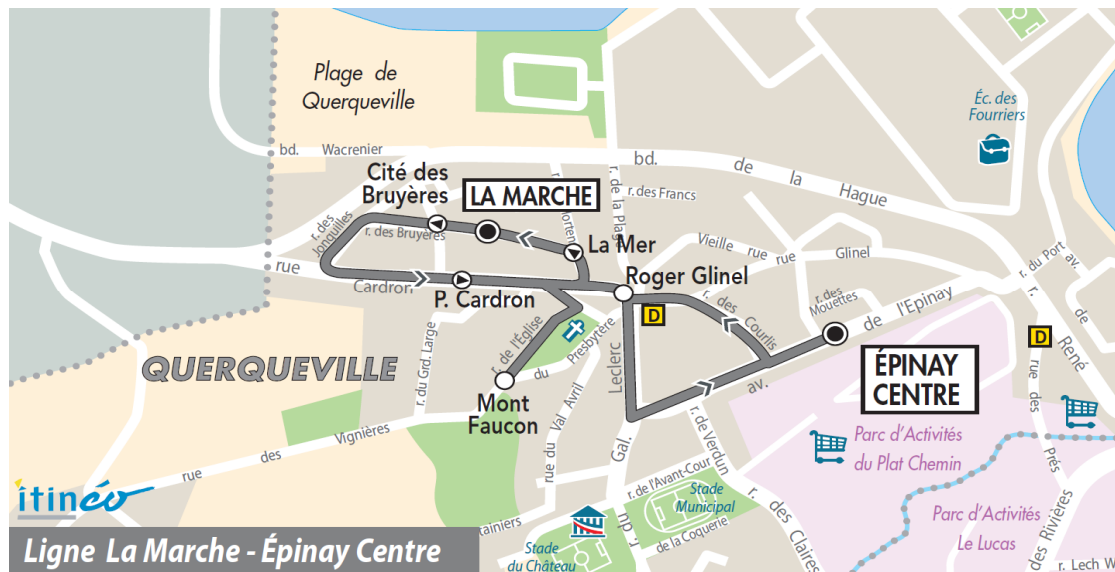 Plage de
Querqueville
Éc. des
Fourriers
bd. Wacrenier
bd. de la Hague
Cité des
Bruyères
LA MARCHE
r. de la Plage
r. des Francs
r. des Jonquilles
r. des Bruyères
La Mer
Vieille rue
rue Glinel
Roger Glinel
r. du Port
av.
rue Cardron
P. Cardron
r. des Courlis
r. des
Mouettes
av. de l'Epinay
D
D
r. de René
r. du Grd. Large
r. de l'Église
du Presbytère
Leclerc
QUERQUEVILLE
ÉPINAY
CENTRE
Mont
Faucon
rue des Vignières
rue du Val Avril
r. du Gal.
r. de Verdun
Parc d'Activités
du Plat Chemin
rue des Prés
r. de l'Avant-Cour
Stade
Municipal
de la Coquerie
r. des Claires
Parc d'Activités
Le Lucas
des Rivières
itinéo
tainiers
Stade
du Château
r. Lech W
Ligne La Marche - Épinay Centre